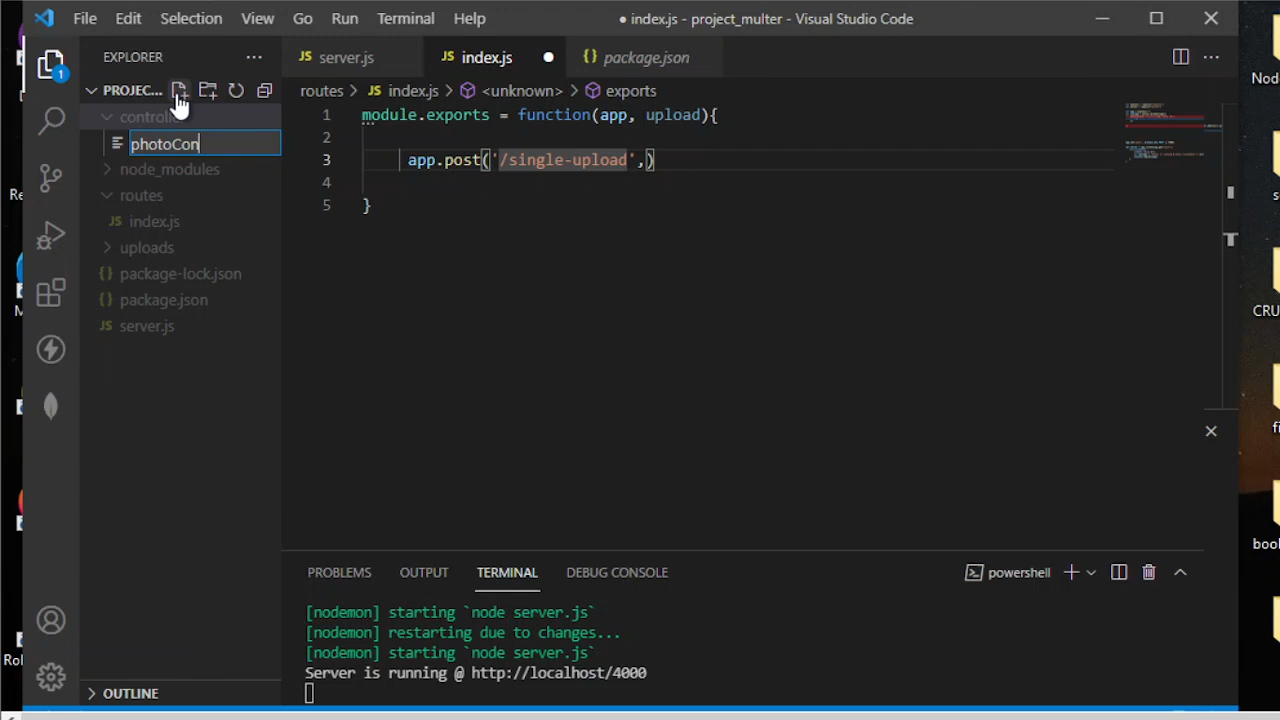 File Edit Selection View Go Run Terminal Help
● index.js - project_multer - Visual Studio Code
EXPLORER
JS server.js
JS index.js
{} package.json
1
PROJEC...
routes > JS index.js > <unknown> > exports
photoCon
node_modules
routes
JS index.js
uploads
{} package-lock.json
{} package.json
JS server.js
OUTLINE
1 module.exports = function(app, upload){
2
3 app.post('/single-upload',)
4
5 }
PROBLEMS OUTPUT TERMINAL DEBUG CONSOLE
powershell
[nodemon] starting `node server.js`
[nodemon] restarting due to changes...
[nodemon] starting `node server.js`
Server is running @ http://localhost/4000
CRU